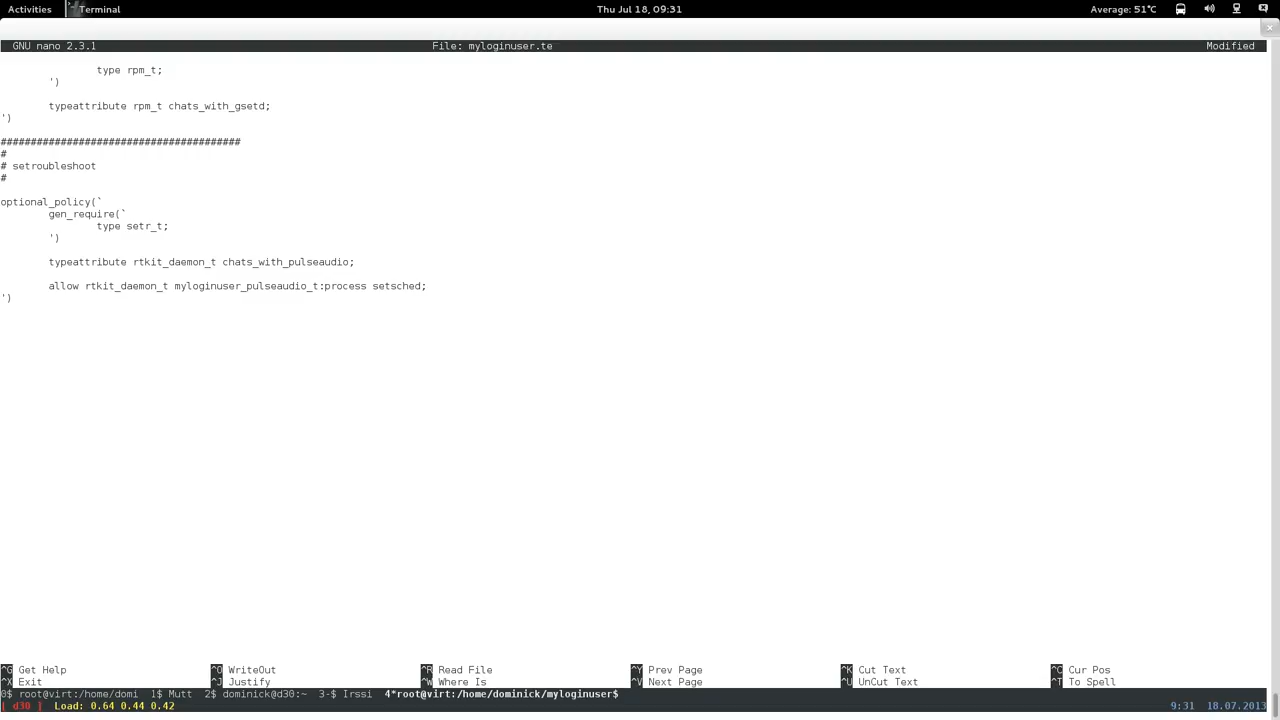 Activities Terminal Thu Jul 18, 09:31 Average: 51°C
GNU nano 2.3.1 File: myloginuser.te Modified
type rpm_t;
')
typeattribute rpm_t chats_with_gsetd;
')
########################################
#
# setroubleshoot
#
optional_policy(`
gen_require(`
type setr_t;
')
typeattribute rtkit_daemon_t chats_with_pulseaudio;
allow rtkit_daemon_t myloginuser_pulseaudio_t:process setsched;
')
^G Get Help ^O WriteOut ^R Read File ^Y Prev Page ^K Cut Text ^C Cur Pos
^X Exit ^J Justify ^W Where Is ^V Next Page ^U UnCut Text ^T To Spell
0$ root@virt:/home/domi 1$ Mutt 2$ dominick@d30:~ 3-$ Irssi 4*root@virt:/home/dominick/myloginuser$
[ d30 ] Load: 0.64 0.44 0.42 9:31 18.07.2013